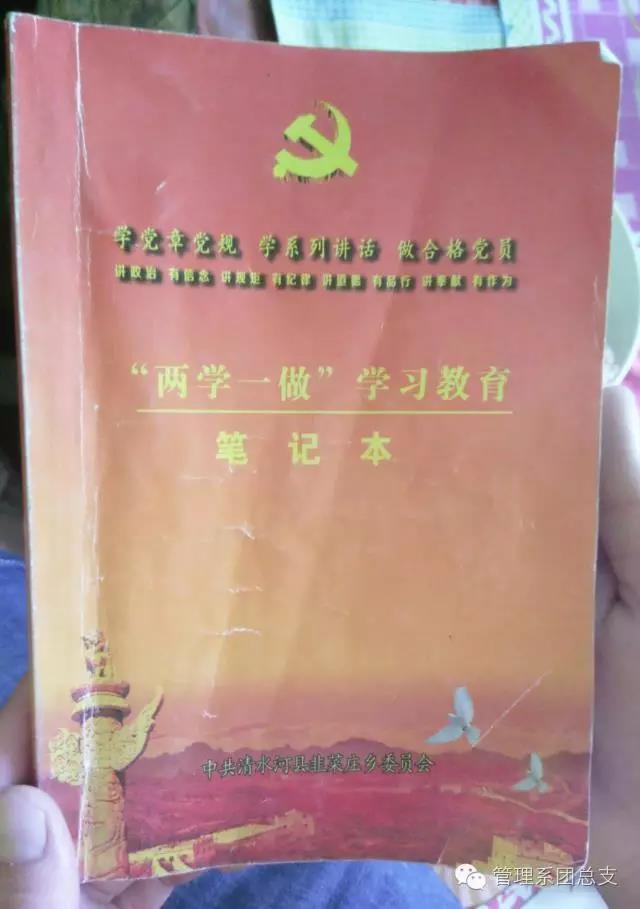 学党章党规 学系列讲话 做合格党员
讲政治 有信念 讲规矩 有纪律 讲道德 有品行 讲奉献 有作为
“两学一做”学习教育
笔记本
中共清水河县韭菜庄乡委员会
管理系团总支